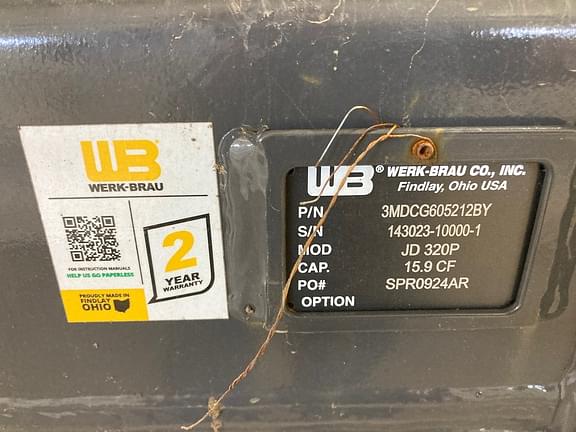 WB
WERK-BRAU
FOR INSTRUCTION MANUALS
HELP US GO PAPERLESS
2
YEAR
WARRANTY
PROUDLY MADE IN
FINDLAY
OHIO
WB® WERK-BRAU CO., INC.
Findlay, Ohio USA
P/N 3MDCG605212BY
S/N 143023-10000-1
MOD JD 320P
CAP. 15.9 CF
PO# SPR0924AR
OPTION